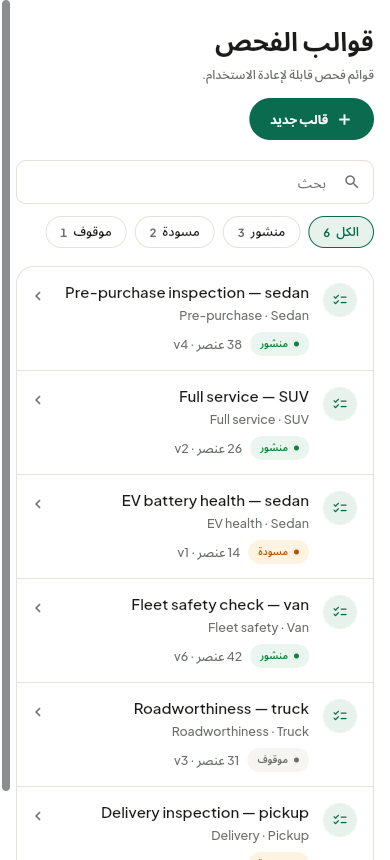 قوالب الفحص
قوائم فحص قابلة لإعادة الاستخدام.
قالب جديد
بحث
الكل 6
منشور 3
مسودة 2
موقوف 1
Pre-purchase inspection — sedan
Pre-purchase · Sedan
منشور
38 عنصر · v4
Full service — SUV
Full service · SUV
منشور
26 عنصر · v2
EV battery health — sedan
EV health · Sedan
مسودة
14 عنصر · v1
Fleet safety check — van
Fleet safety · Van
منشور
42 عنصر · v6
Roadworthiness — truck
Roadworthiness · Truck
موقوف
31 عنصر · v3
Delivery inspection — pickup
Delivery · Pickup